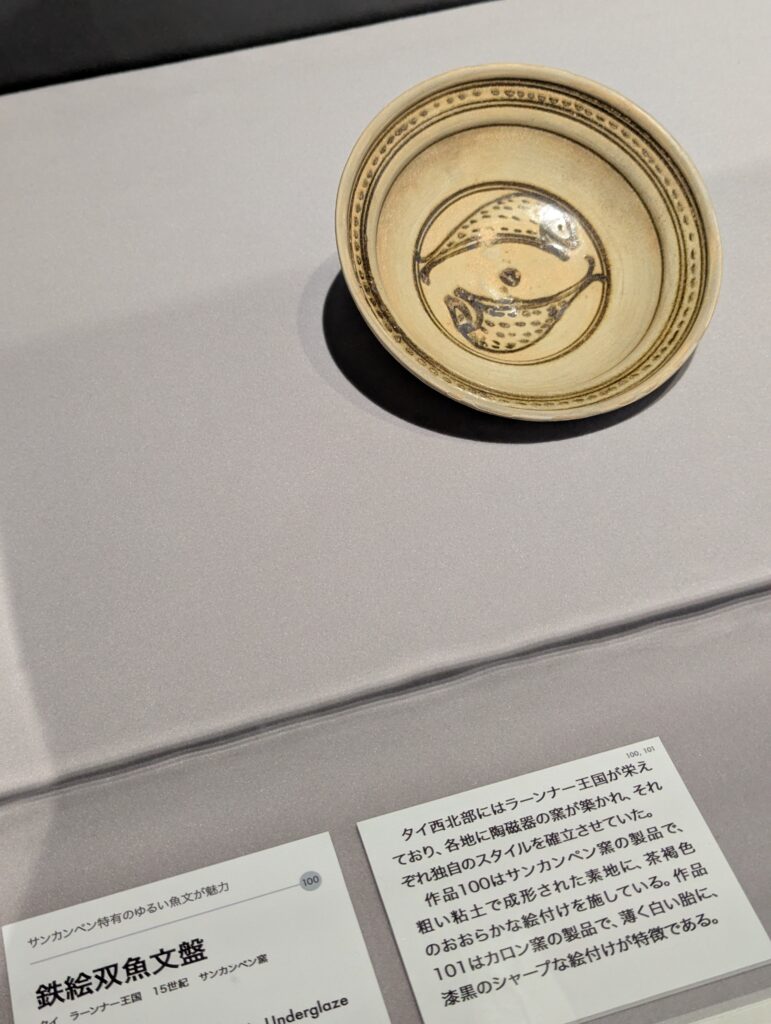 サンカンペン特有のゆるい魚文が魅力
100
鉄絵双魚文盤
タイ　ラーンナー王国　15世紀　サンカンペン窯
Underglaze
100, 101
タイ西北部にはラーンナー王国が栄え
ており、各地に陶磁器の窯が築かれ、それ
ぞれ独自のスタイルを確立させていた。
作品100はサンカンペン窯の製品で、
粗い粘土で成形された素地に、茶褐色
のおおらかな絵付けを施している。作品
101はカロン窯の製品で、薄く白い胎に、
漆黒のシャープな絵付けが特徴である。